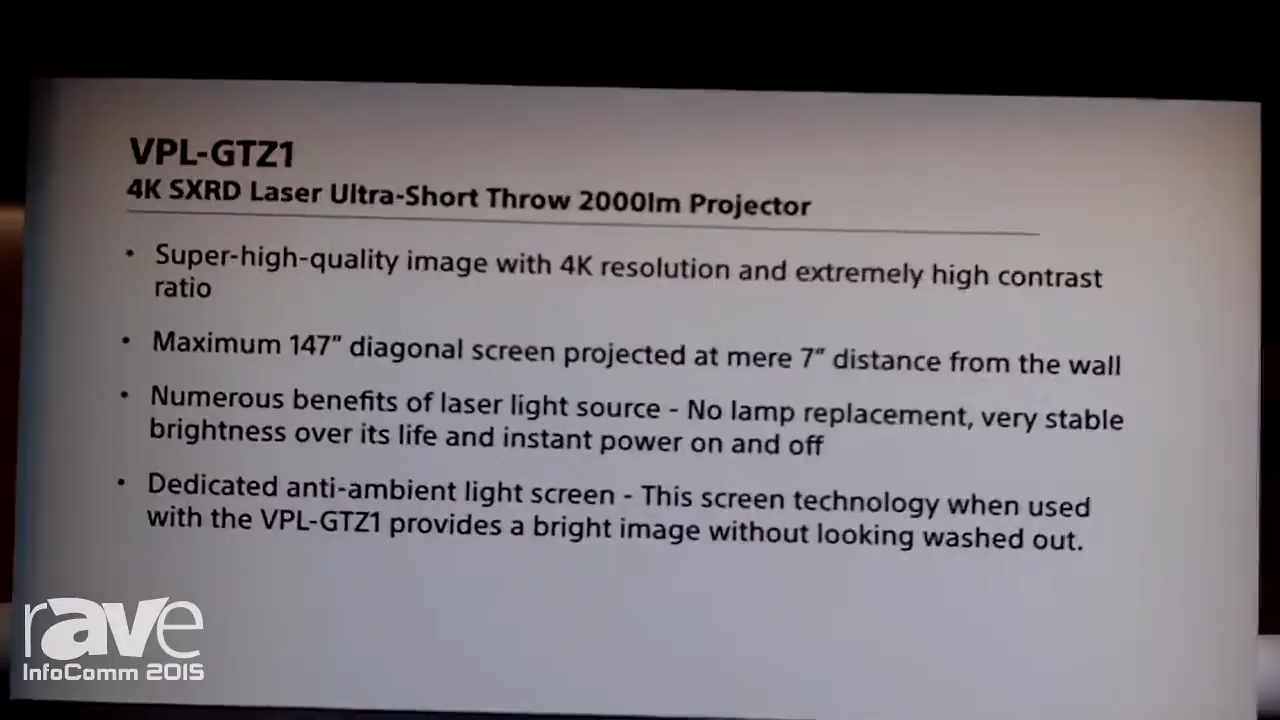 VPL-GTZ1
4K SXRD Laser Ultra-Short Throw 2000lm Projector
• Super-high-quality image with 4K resolution and extremely high contrast
ratio
• Maximum 147” diagonal screen projected at mere 7” distance from the wall
• Numerous benefits of laser light source - No lamp replacement, very stable
brightness over its life and instant power on and off
• Dedicated anti-ambient light screen - This screen technology when used
with the VPL-GTZ1 provides a bright image without looking washed out.
rAVe
InfoComm 2015